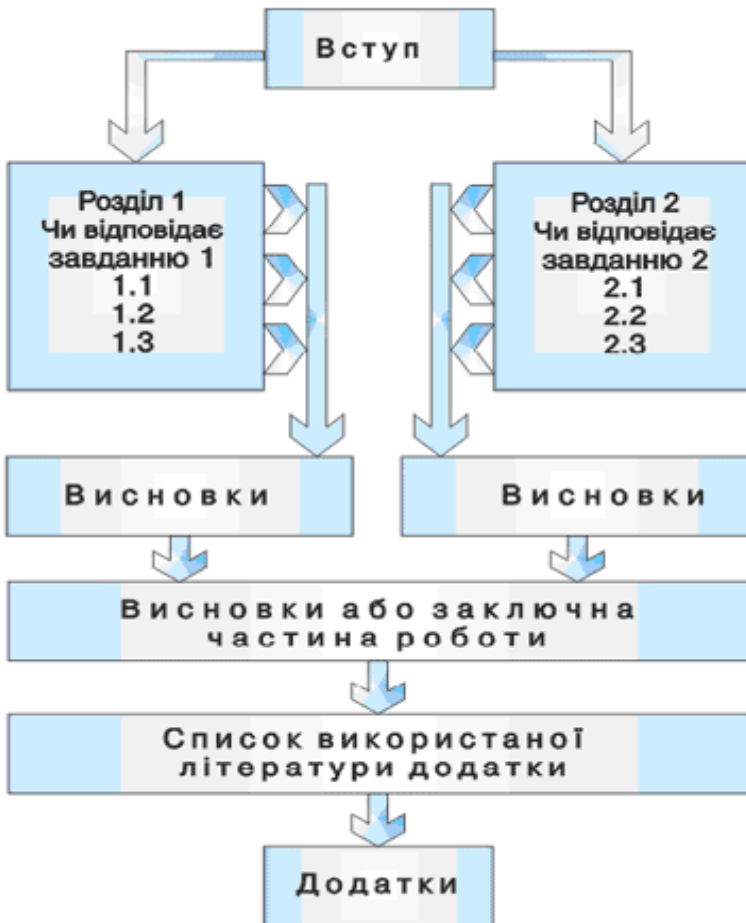 Вступ
Розділ 1
Чи відповідає
завданню 1
1.1
1.2
1.3
Розділ 2
Чи відповідає
завданню 2
2.1
2.2
2.3
Висновки
Висновки
Висновки або заключна
частина роботи
Список використаної
літератури додатки
Додатки